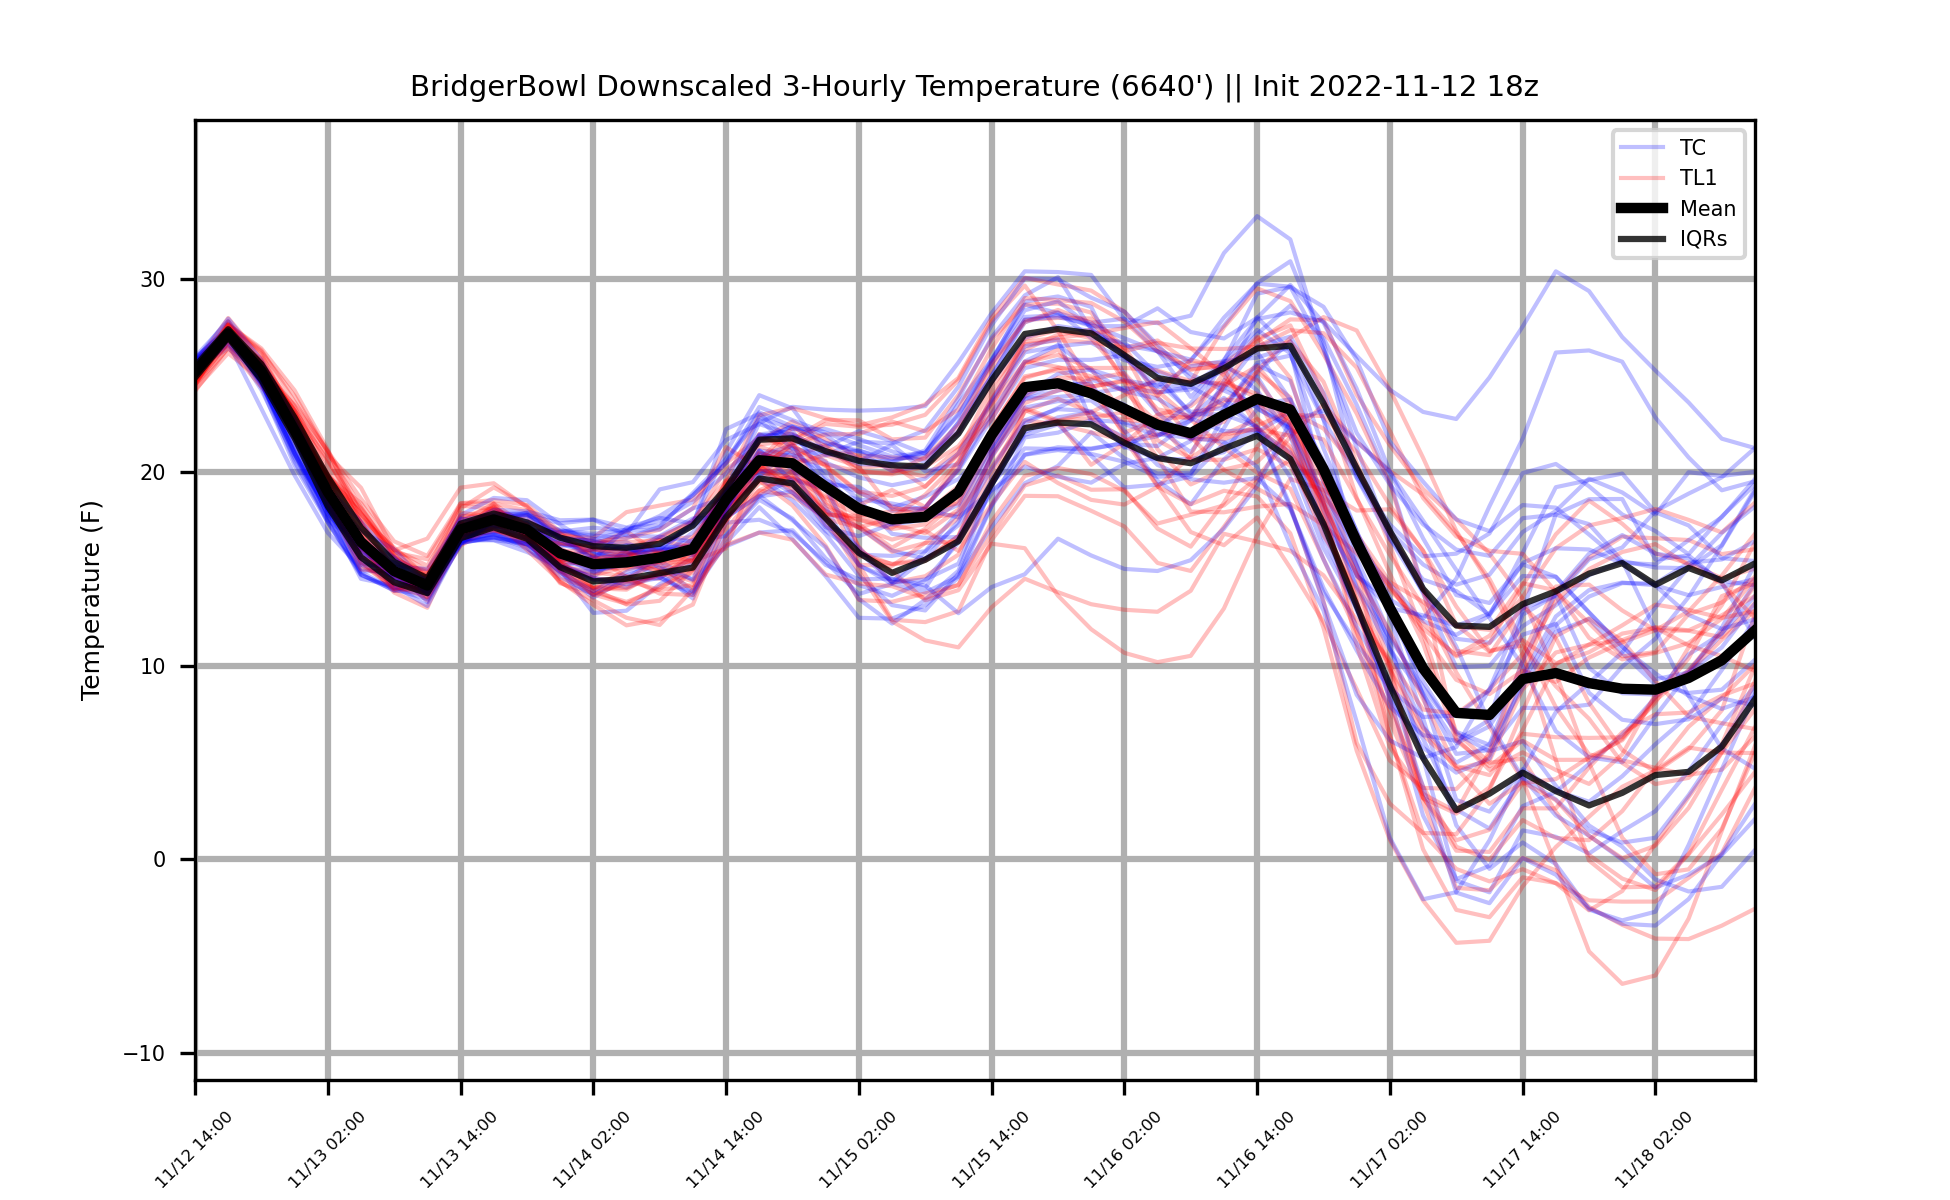 BridgerBowl Downscaled 3-Hourly Temperature (6640') || Init 2022-11-12 18z
TC
TL1
Mean
IQRs
Temperature (F)
30
20
10
0
−10
11/12 14:00
11/13 02:00
11/13 14:00
11/14 02:00
11/14 14:00
11/15 02:00
11/15 14:00
11/16 02:00
11/16 14:00
11/17 02:00
11/17 14:00
11/18 02:00